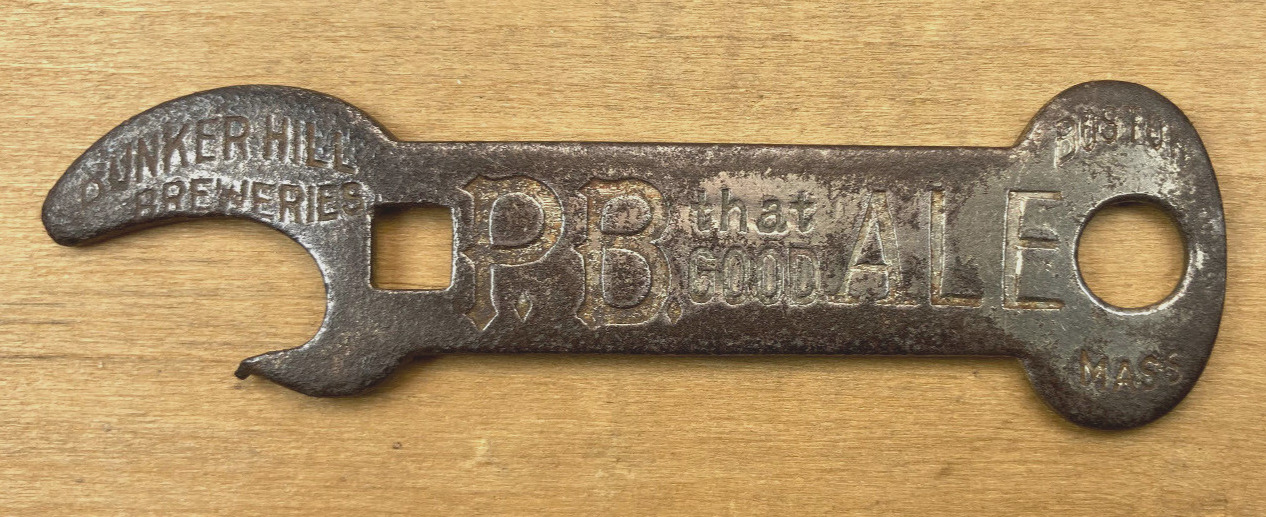 BUNKER HILL
BREWERIES
P.B. that GOOD ALE
BOSTON
MASS